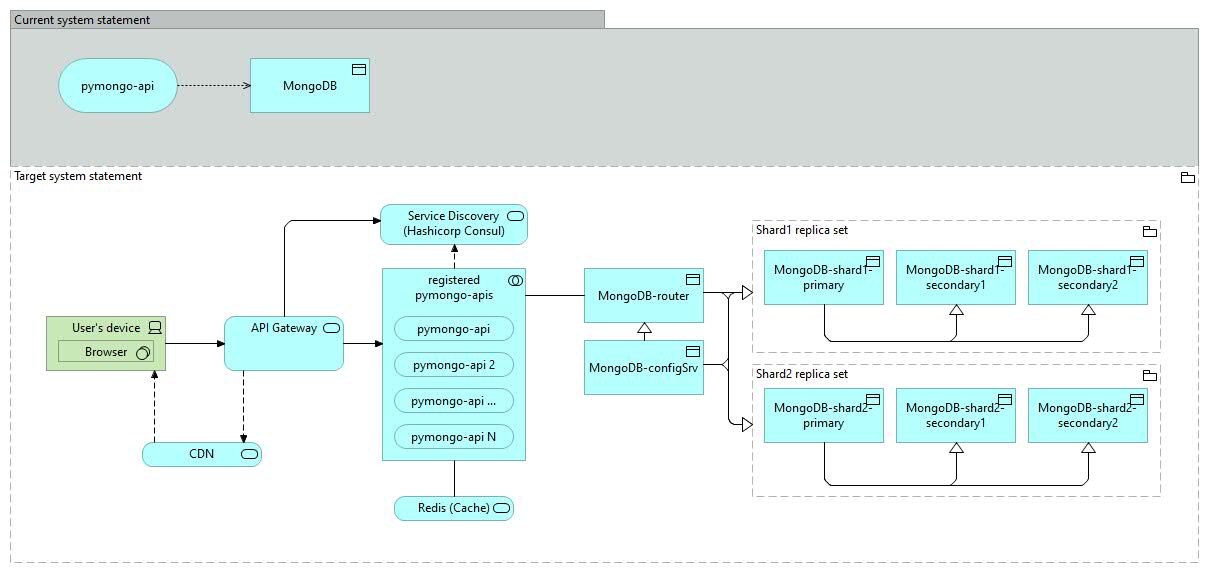 Current system statement
pymongo-api
MongoDB
Target system statement
Service Discovery
(Hashicorp Consul)
registered
pymongo-apis
pymongo-api
pymongo-api 2
pymongo-api ...
pymongo-api N
User's device
Browser
API Gateway
CDN
Redis (Cache)
MongoDB-router
MongoDB-configSrv
Shard1 replica set
MongoDB-shard1-
primary
MongoDB-shard1-
secondary1
MongoDB-shard1-
secondary2
Shard2 replica set
MongoDB-shard2-
primary
MongoDB-shard2-
secondary1
MongoDB-shard2-
secondary2